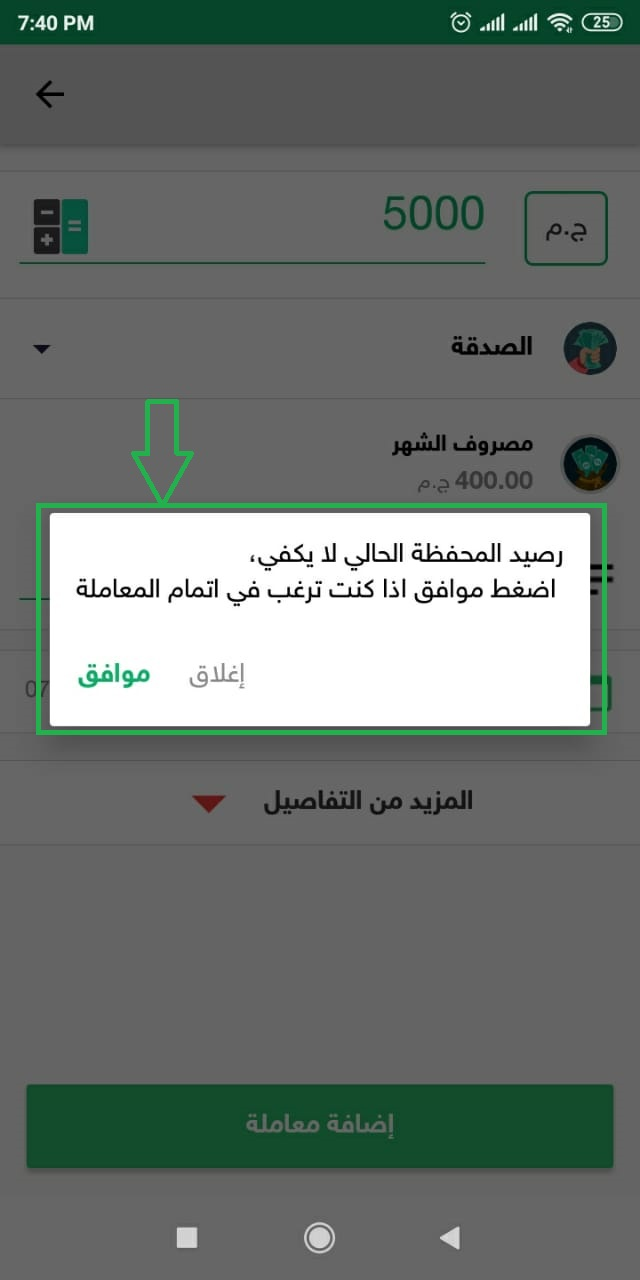 7:40 PM
25
5000
ج.م
الصدقة
مصروف الشهر
400.00 ج.م
رصيد المحفظة الحالي لا يكفي،
اضغط موافق اذا كنت ترغب في اتمام المعاملة
إغلاق
موافق
07
المزيد من التفاصيل
إضافة معاملة